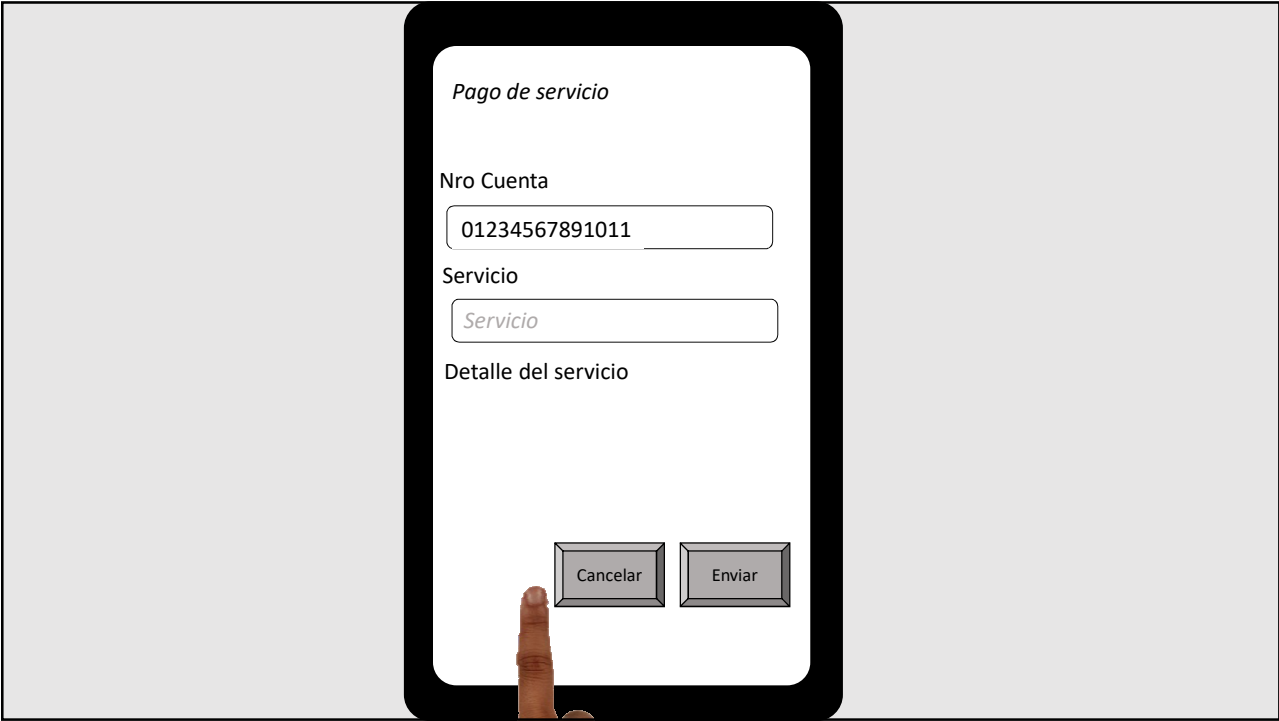 Pago de servicio
Nro Cuenta
01234567891011
Servicio
Servicio
Detalle del servicio
Cancelar Enviar